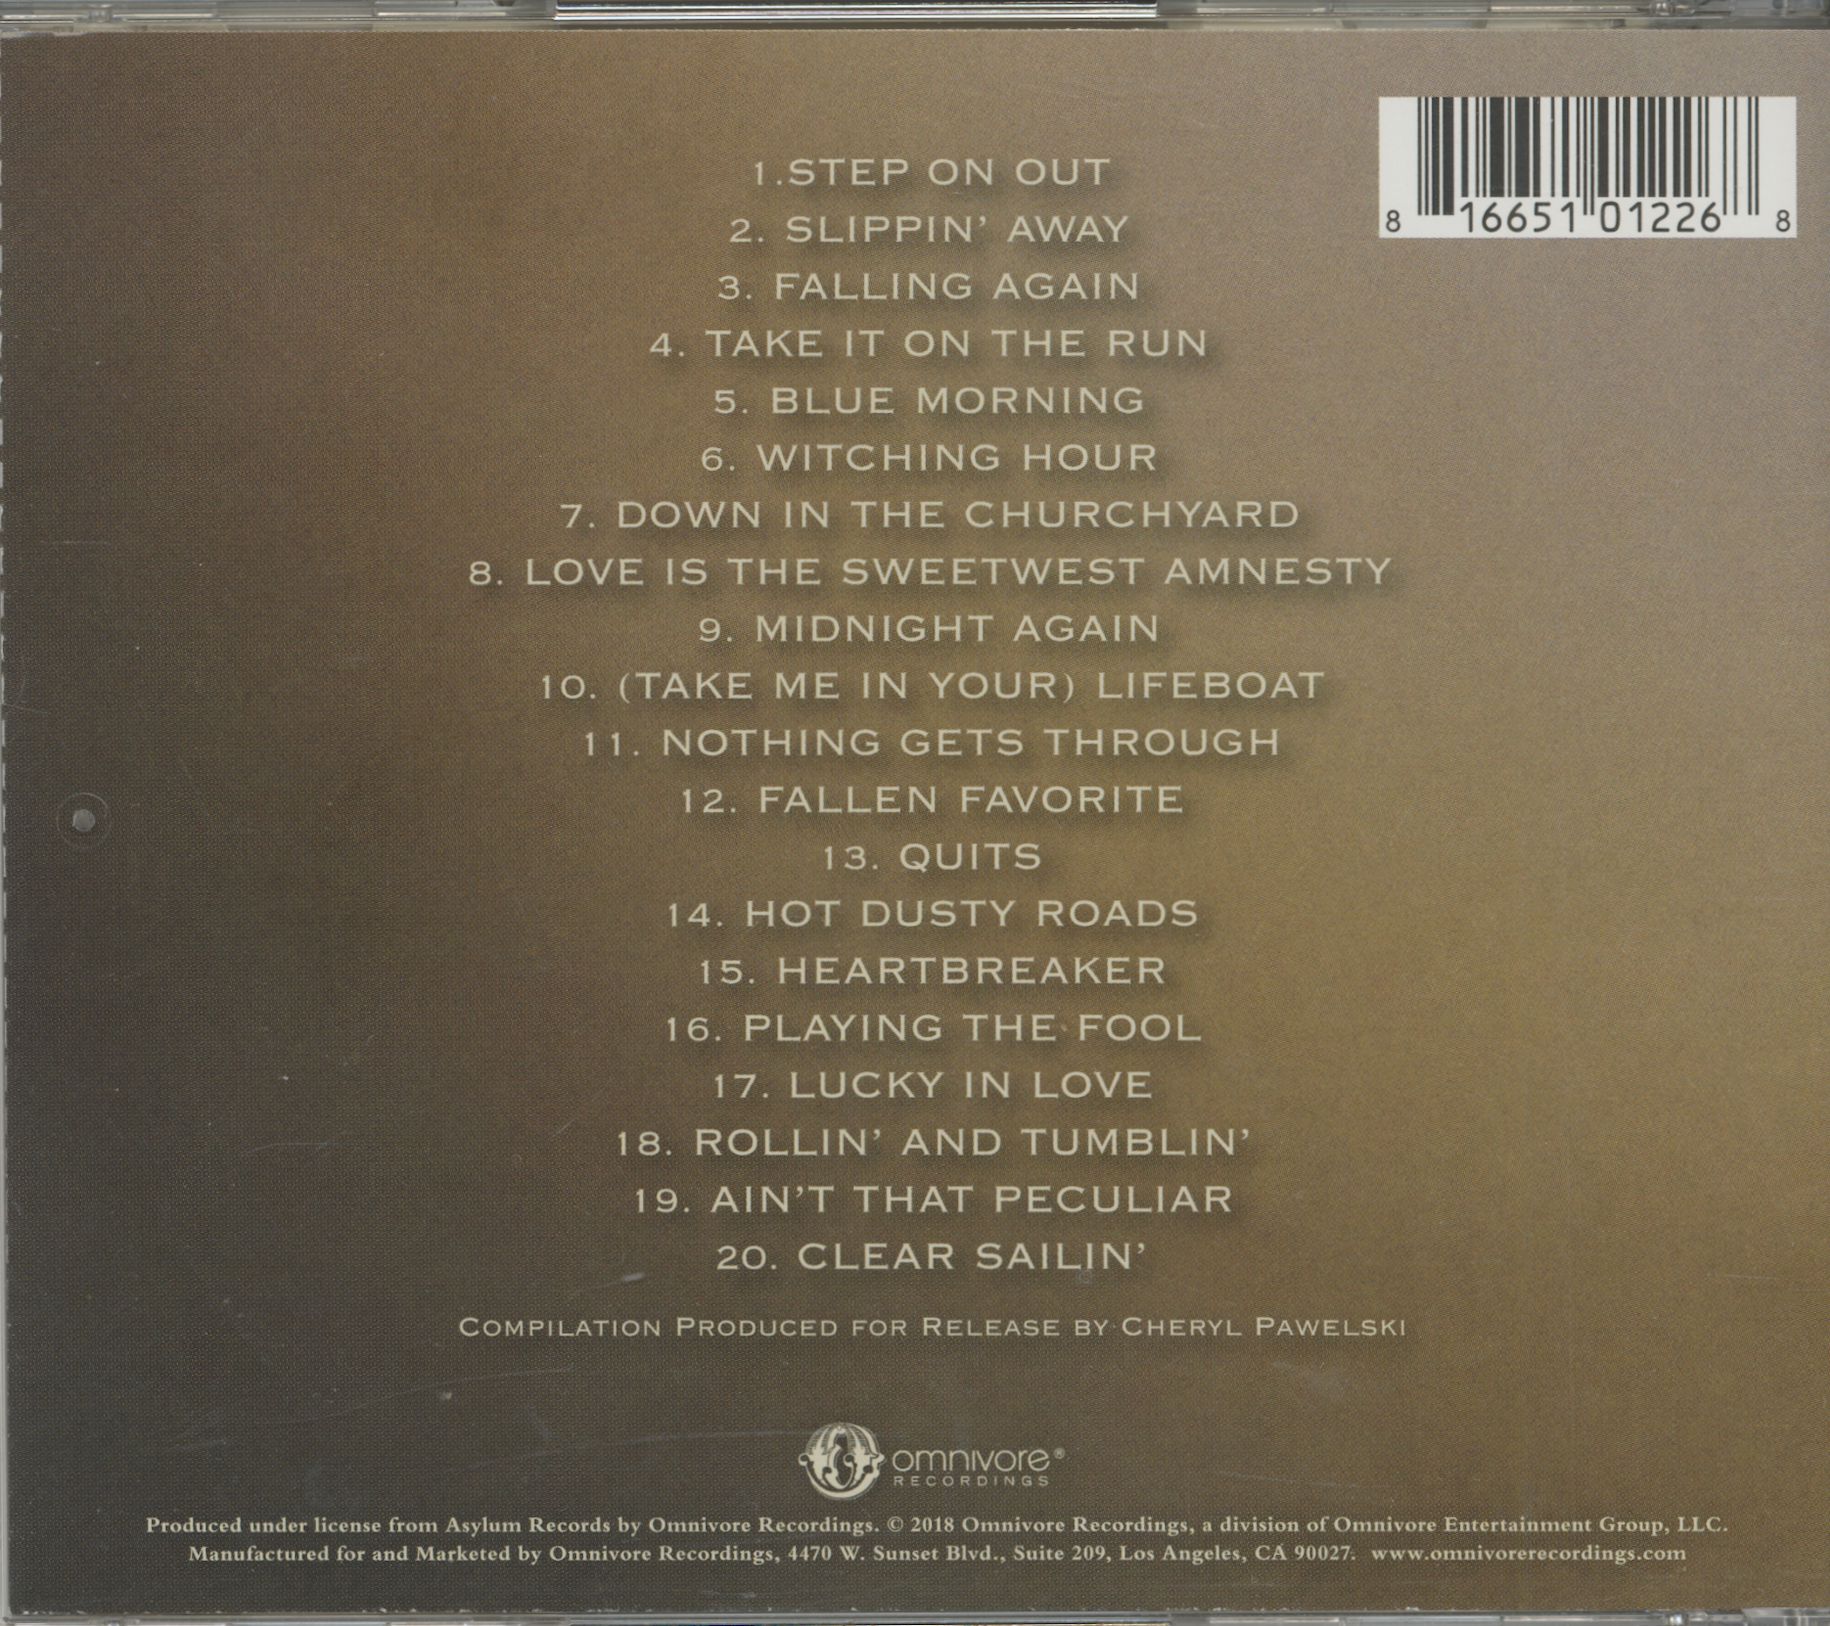 1.STEP ON OUT
2. SLIPPIN’ AWAY
3. FALLING AGAIN
4. TAKE IT ON THE RUN
5. BLUE MORNING
6. WITCHING HOUR
7. DOWN IN THE CHURCHYARD
8. LOVE IS THE SWEETWEST AMNESTY
9. MIDNIGHT AGAIN
10. (TAKE ME IN YOUR) LIFEBOAT
11. NOTHING GETS THROUGH
12. FALLEN FAVORITE
13. QUITS
14. HOT DUSTY ROADS
15. HEARTBREAKER
16. PLAYING THE FOOL
17. LUCKY IN LOVE
18. ROLLIN’ AND TUMBLIN’
19. AIN’T THAT PECULIAR
20. CLEAR SAILIN’
8 16651 01226 8
COMPILATION PRODUCED FOR RELEASE BY CHERYL PAWELSKI
omnivore®
RECORDINGS
Produced under license from Asylum Records by Omnivore Recordings. © 2018 Omnivore Recordings, a division of Omnivore Entertainment Group, LLC.
Manufactured for and Marketed by Omnivore Recordings, 4470 W. Sunset Blvd., Suite 209, Los Angeles, CA 90027. www.omnivorerecordings.com